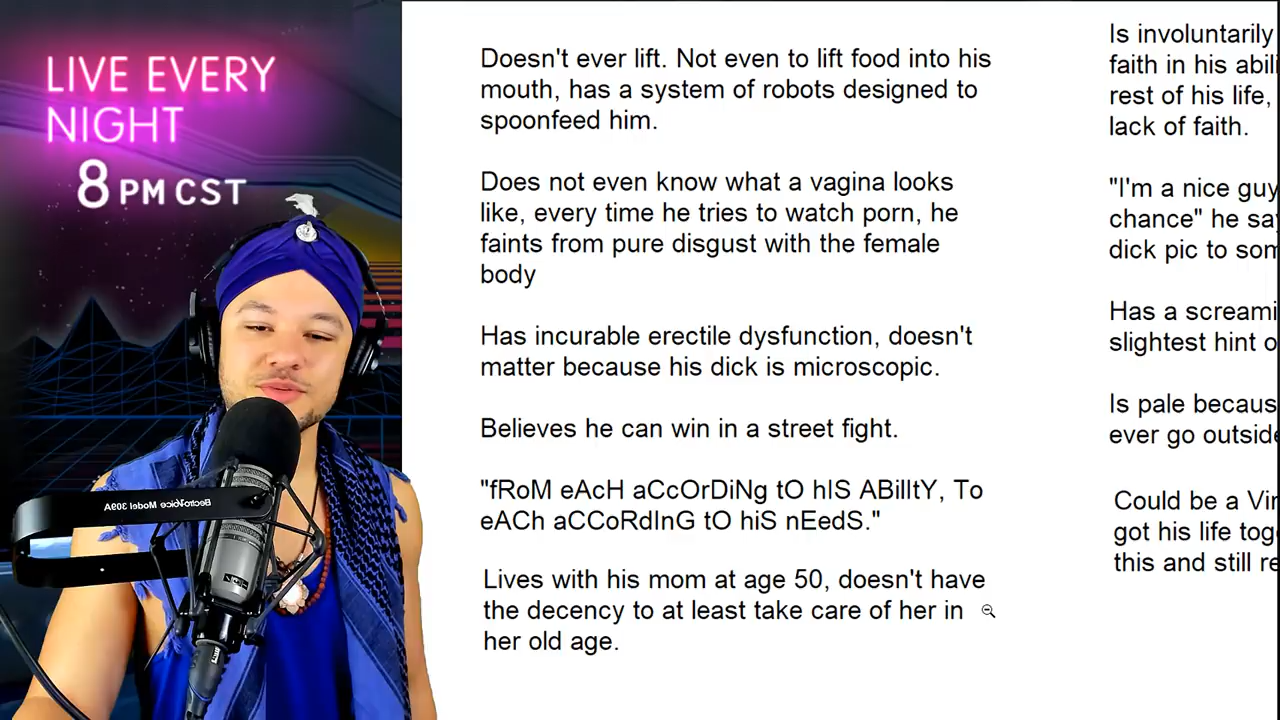 LIVE EVERY
NIGHT
8 PM CST
Doesn't ever lift. Not even to lift food into his
mouth, has a system of robots designed to
spoonfeed him.
Does not even know what a vagina looks
like, every time he tries to watch porn, he
faints from pure disgust with the female
body
Has incurable erectile dysfunction, doesn't
matter because his dick is microscopic.
Believes he can win in a street fight.
"fRoM eAcH aCcOrDiNg tO hIS ABilItY, To
eACh aCCoRdInG tO hiS nEedS."
Lives with his mom at age 50, doesn't have
the decency to at least take care of her in
her old age.
Is involuntarily
faith in his abil
rest of his life,
lack of faith.
"I'm a nice guy
chance" he sa
dick pic to som
Has a screami
slightest hint o
Is pale becaus
ever go outside
Could be a Vir
got his life tog
this and still re
ElectroVoice Model 309A